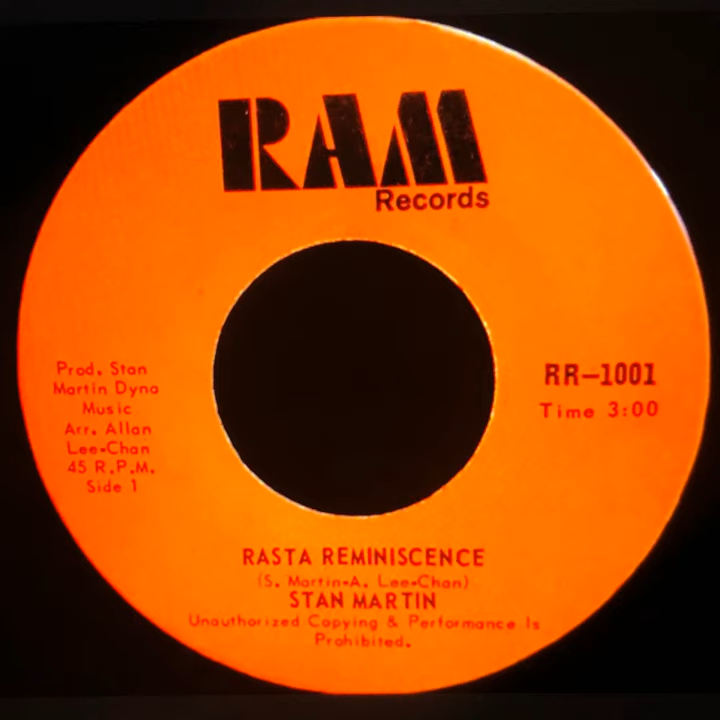 RAM
Records
Prod. Stan
Martin Dyno
Music
Arr. Allan
Lee-Chan
45 R.P.M.
Side 1
RR-1001
Time 3:00
RASTA REMINISCENCE
(S. Martin-A. Lee-Chan)
STAN MARTIN
Unauthorized Copying & Performance Is
Prohibited.